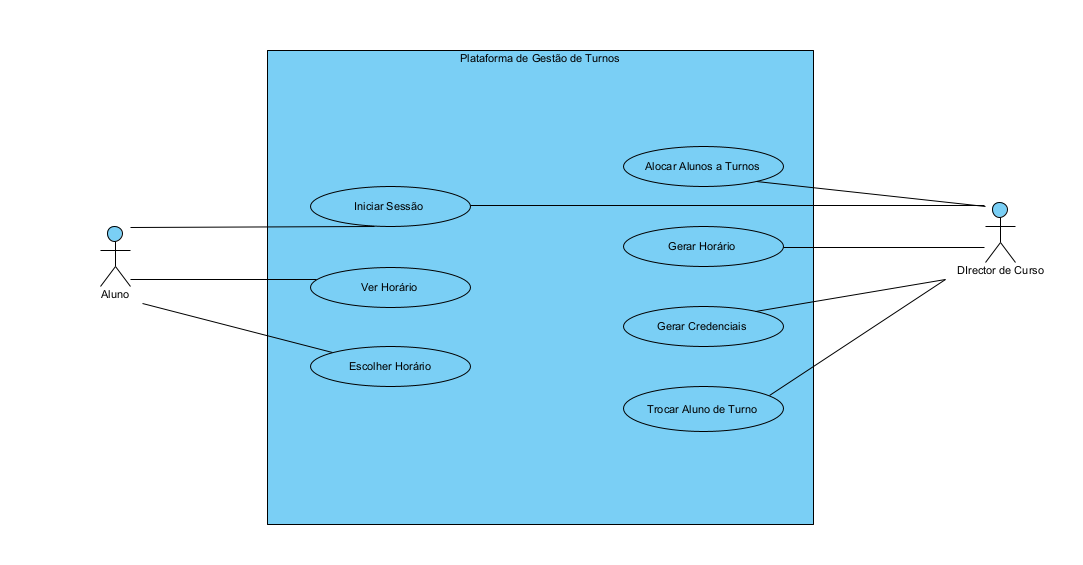 Plataforma de Gestão de Turnos
Alocar Alunos a Turnos
Iniciar Sessão
Gerar Horário
DIrector de Curso
Aluno
Ver Horário
Gerar Credenciais
Escolher Horário
Trocar Aluno de Turno